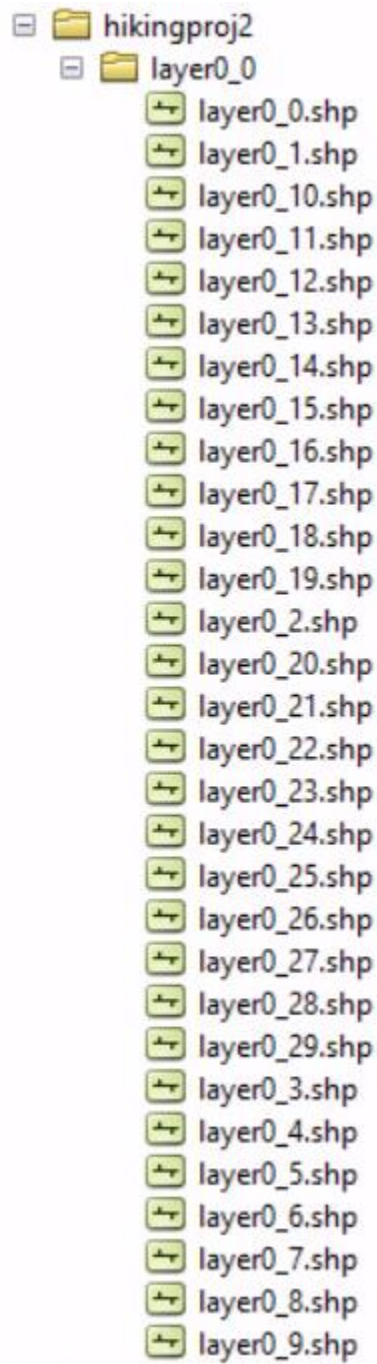 hikingproj2
layer0_0
layer0_0.shp
layer0_1.shp
layer0_10.shp
layer0_11.shp
layer0_12.shp
layer0_13.shp
layer0_14.shp
layer0_15.shp
layer0_16.shp
layer0_17.shp
layer0_18.shp
layer0_19.shp
layer0_2.shp
layer0_20.shp
layer0_21.shp
layer0_22.shp
layer0_23.shp
layer0_24.shp
layer0_25.shp
layer0_26.shp
layer0_27.shp
layer0_28.shp
layer0_29.shp
layer0_3.shp
layer0_4.shp
layer0_5.shp
layer0_6.shp
layer0_7.shp
layer0_8.shp
layer0_9.shp